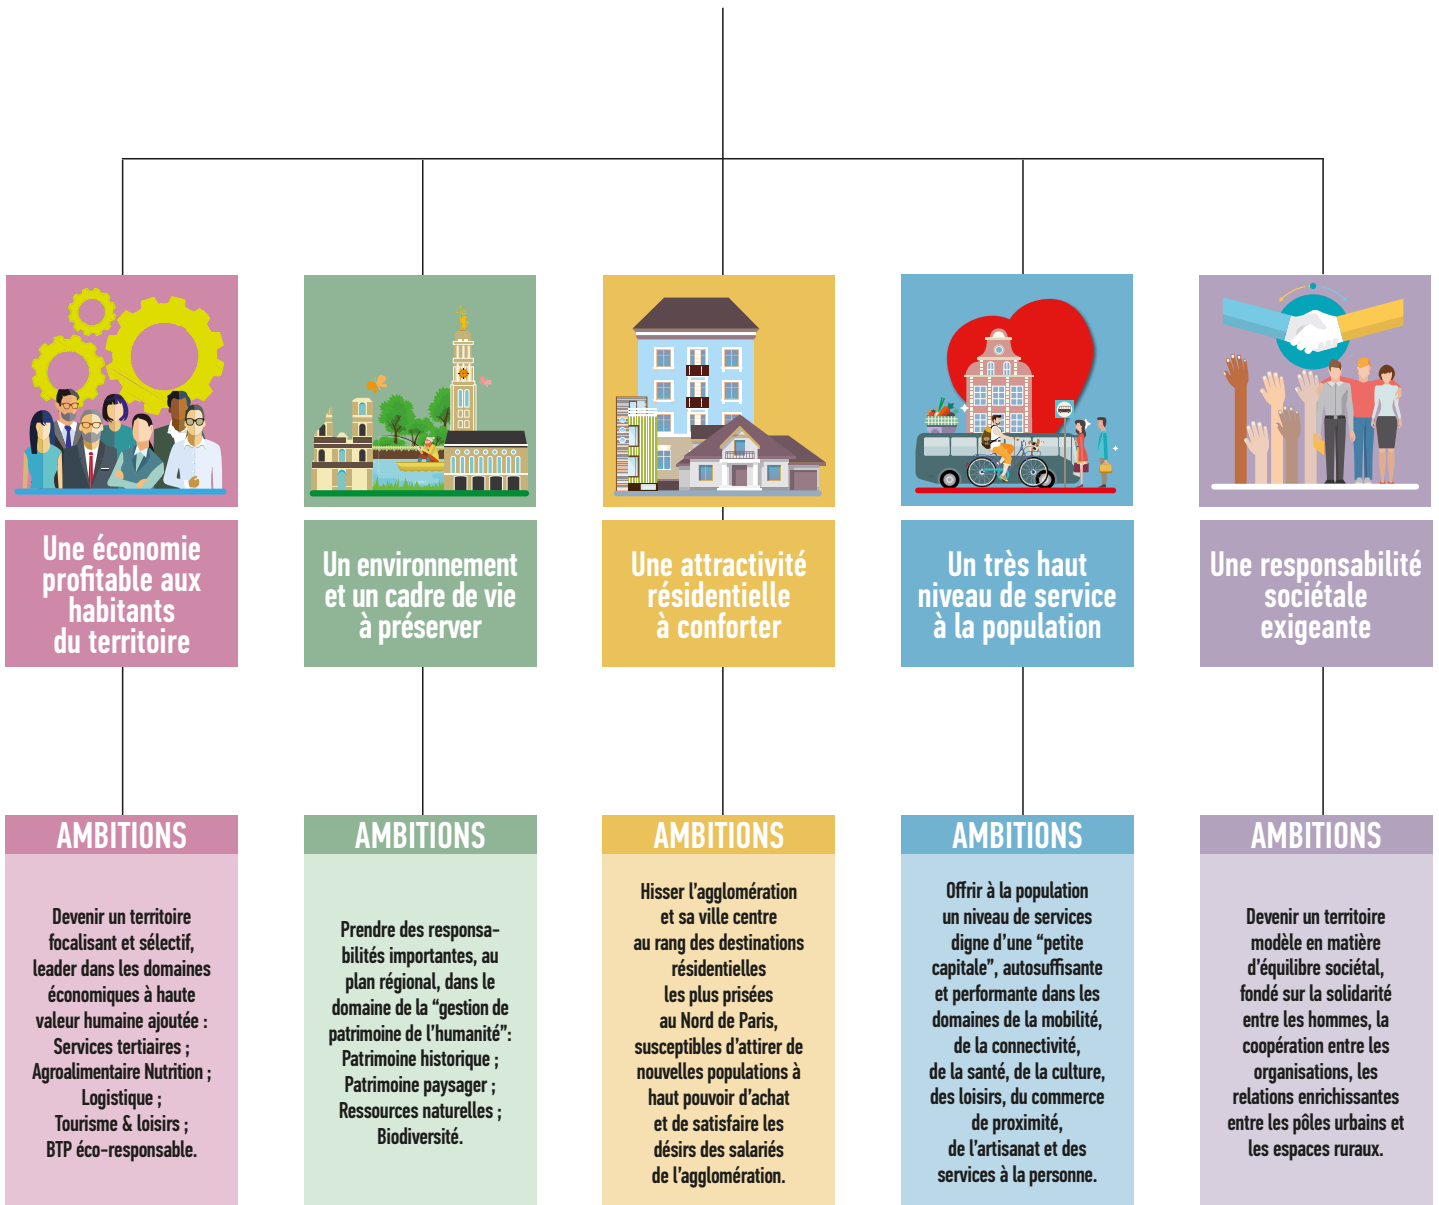 Une économie
profitable aux
habitants
du territoire
Un environnement
et un cadre de vie
à préserver
Une attractivité
résidentielle
à conforter
Un très haut
niveau de service
à la population
Une responsabilité
sociétale
exigeante
AMBITIONS
Devenir un territoire
focalisant et sélectif,
leader dans les domaines
économiques à haute
valeur humaine ajoutée :
Services tertiaires ;
Agroalimentaire Nutrition ;
Logistique ;
Tourisme & loisirs ;
BTP éco-responsable.
AMBITIONS
Prendre des responsa-
bilités importantes, au
plan régional, dans le
domaine de la “gestion de
patrimoine de l’humanité”:
Patrimoine historique ;
Patrimoine paysager ;
Ressources naturelles ;
Biodiversité.
AMBITIONS
Hisser l’agglomération
et sa ville centre
au rang des destinations
résidentielles
les plus prisées
au Nord de Paris,
susceptibles d’attirer de
nouvelles populations à
haut pouvoir d’achat
et de satisfaire les
désirs des salariés
de l’agglomération.
AMBITIONS
Offrir à la population
un niveau de services
digne d’une “petite
capitale”, autosuffisante
et performante dans les
domaines de la mobilité,
de la connectivité,
de la santé, de la culture,
des loisirs, du commerce
de proximité,
de l’artisanat et des
services à la personne.
AMBITIONS
Devenir un territoire
modèle en matière
d’équilibre sociétal,
fondé sur la solidarité
entre les hommes, la
coopération entre les
organisations, les
relations enrichissantes
entre les pôles urbains et
les espaces ruraux.